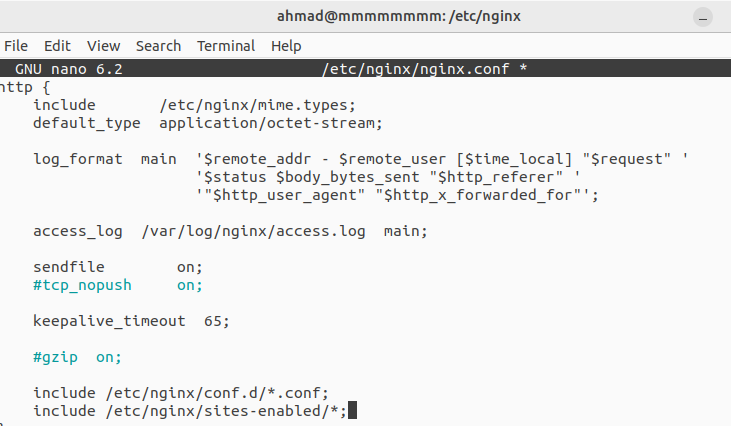 ahmad@mmmmmmmm: /etc/nginx
File Edit View Search Terminal Help
GNU nano 6.2 /etc/nginx/nginx.conf *
http {
    include       /etc/nginx/mime.types;
    default_type  application/octet-stream;
    log_format  main  '$remote_addr - $remote_user [$time_local] "$request" '
                      '$status $body_bytes_sent "$http_referer" '
                      '"$http_user_agent" "$http_x_forwarded_for"';
    access_log  /var/log/nginx/access.log  main;
    sendfile        on;
    #tcp_nopush     on;
    keepalive_timeout  65;
    #gzip  on;
    include /etc/nginx/conf.d/*.conf;
    include /etc/nginx/sites-enabled/*;